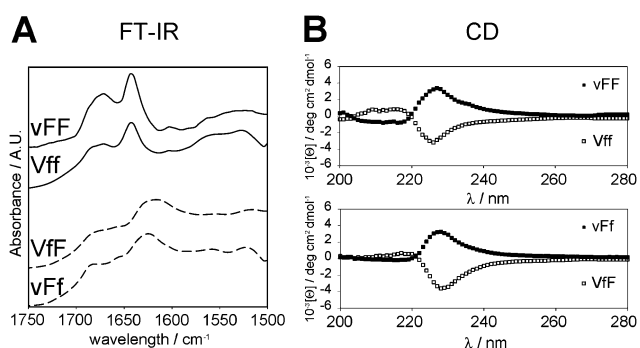 A FT-IR
Absorbance / A.U.
vFF
Vff
VfF
vFf
1750 1700 1650 1600 1550 1500
wavelength / cm⁻¹
B CD
10⁻³[Θ] / deg cm² dmol⁻¹
6
4
2
0
-2
-4
-6
vFF
Vff
200 220 240 260 280
λ / nm
10⁻³[Θ] / deg cm² dmol⁻¹
6
4
2
0
-2
-4
-6
vFf
VfF
200 220 240 260 280
λ / nm